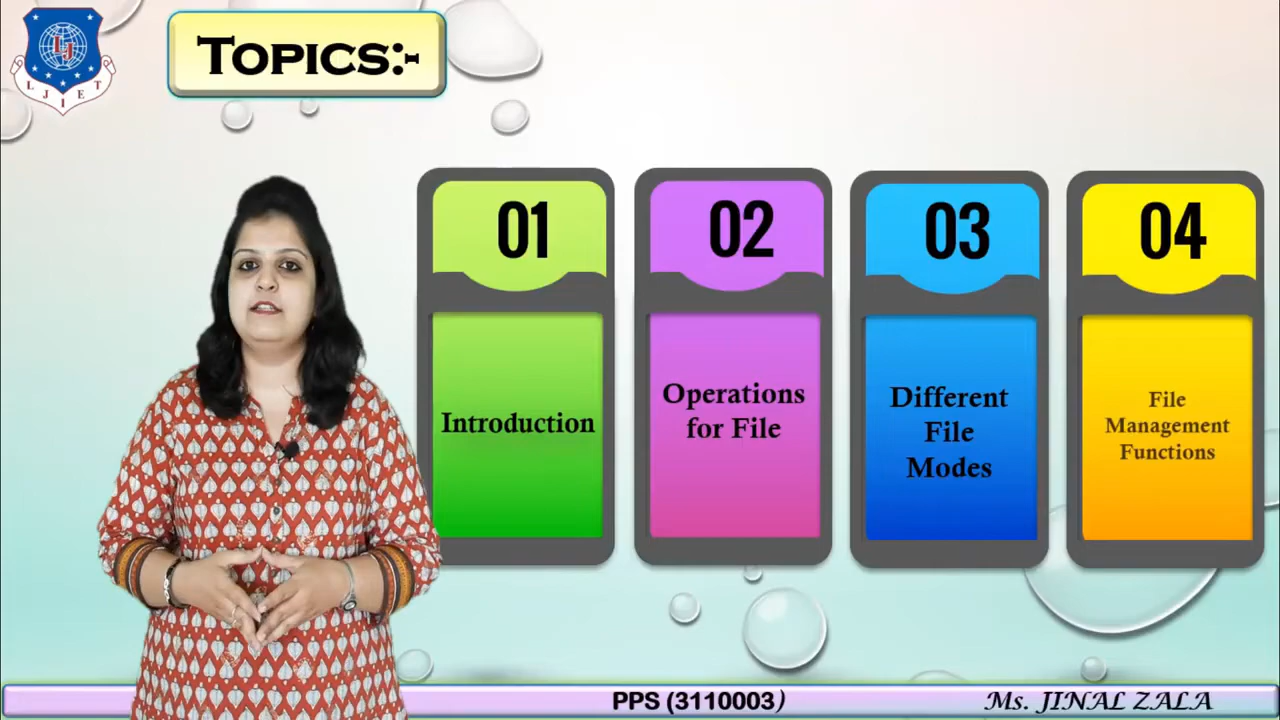 LJIET
TOPICS:-
01
Introduction
02
Operations
for File
03
Different
File
Modes
04
File
Management
Functions
PPS (3110003)
Ms. JINAL ZALA